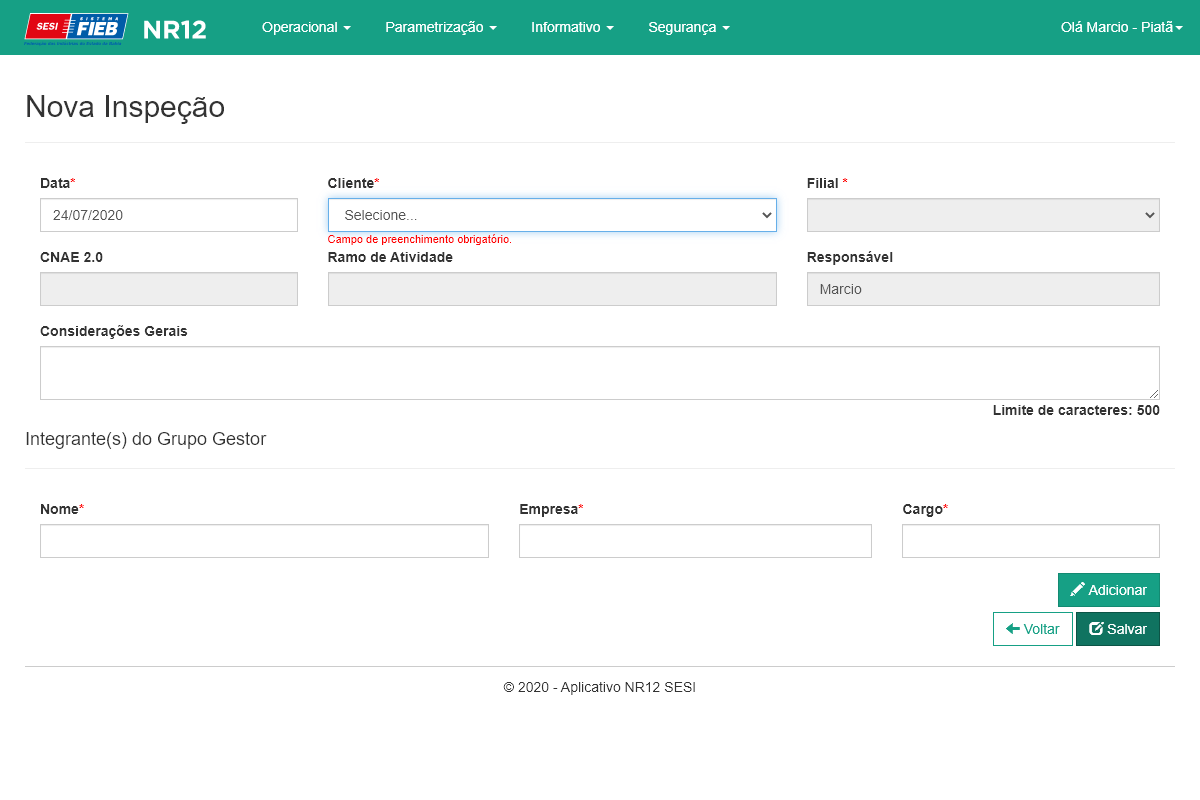 SESI SISTEMA FIEB NR12 Operacional Parametrização Informativo Segurança Olá Marcio - Piatã
Nova Inspeção
Data* Cliente* Filial *
24/07/2020 Selecione...
Campo de preenchimento obrigatório.
CNAE 2.0 Ramo de Atividade Responsável
Marcio
Considerações Gerais
Limite de caracteres: 500
Integrante(s) do Grupo Gestor
Nome* Empresa* Cargo*
Adicionar
Voltar Salvar
© 2020 - Aplicativo NR12 SESI